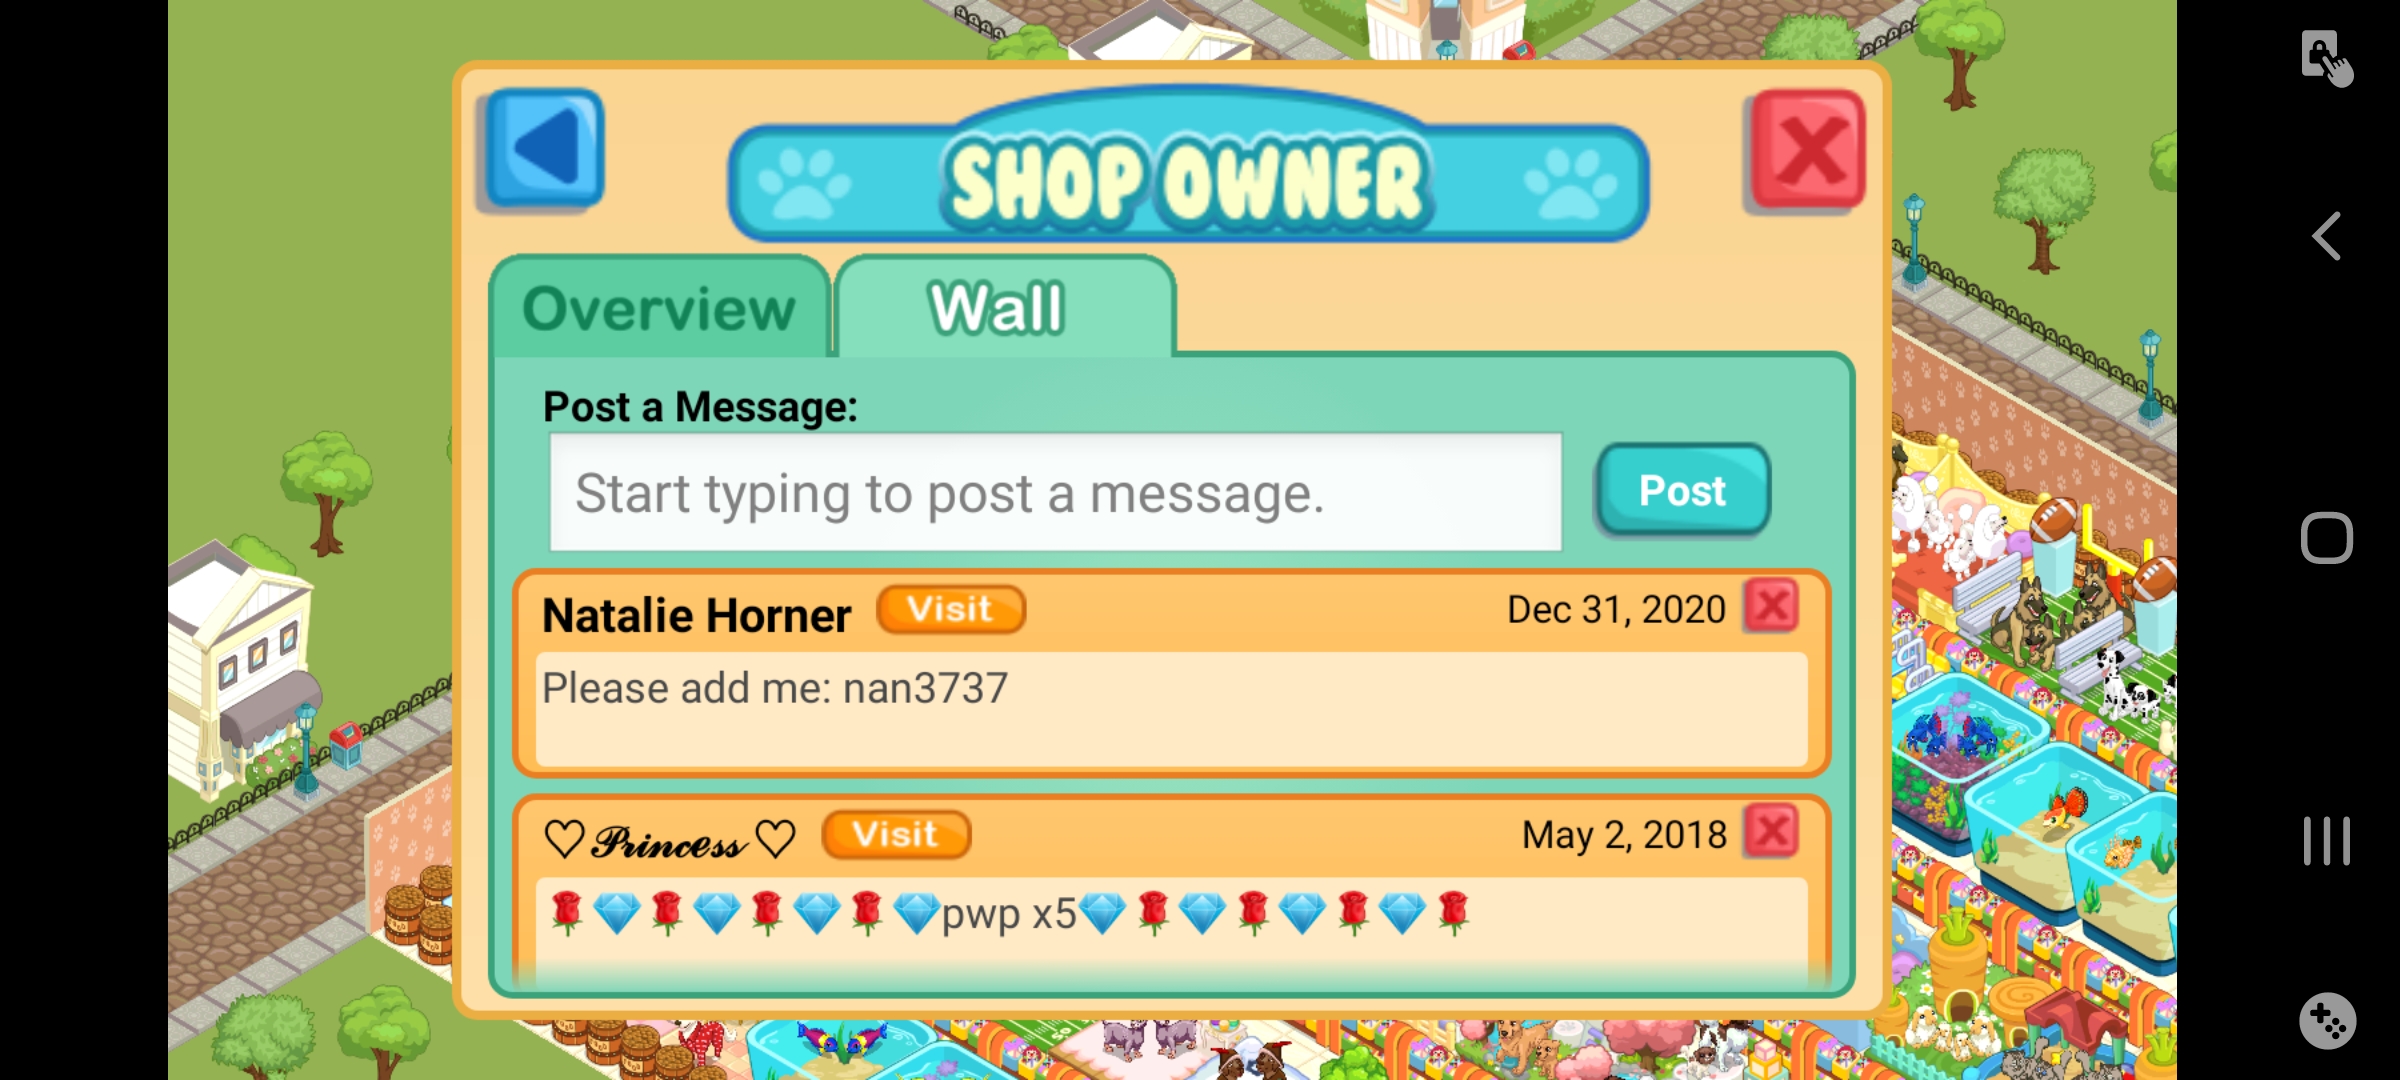 SHOP OWNER
Overview
Wall
Post a Message:
Start typing to post a message.
Post
Natalie Horner
Visit
Dec 31, 2020
Please add me: nan3737
♡𝓟𝓻𝓲𝓷𝓬𝓮𝓼𝓼♡
Visit
May 2, 2018
🌹💎🌹💎🌹💎🌹💎pwp x5💎🌹💎🌹💎🌹💎🌹